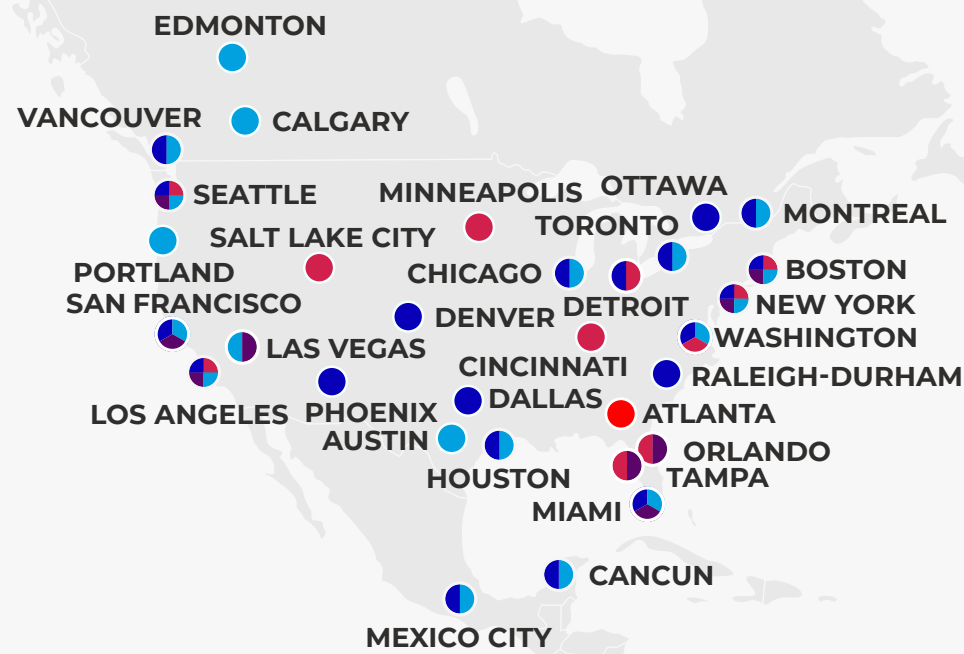 EDMONTON
VANCOUVER
CALGARY
SEATTLE
MINNEAPOLIS
OTTAWA
MONTREAL
TORONTO
SALT LAKE CITY
PORTLAND
CHICAGO
BOSTON
SAN FRANCISCO
DETROIT
NEW YORK
DENVER
WASHINGTON
LAS VEGAS
CINCINNATI
RALEIGH-DURHAM
LOS ANGELES
PHOENIX
DALLAS
ATLANTA
AUSTIN
ORLANDO
HOUSTON
TAMPA
MIAMI
CANCUN
MEXICO CITY